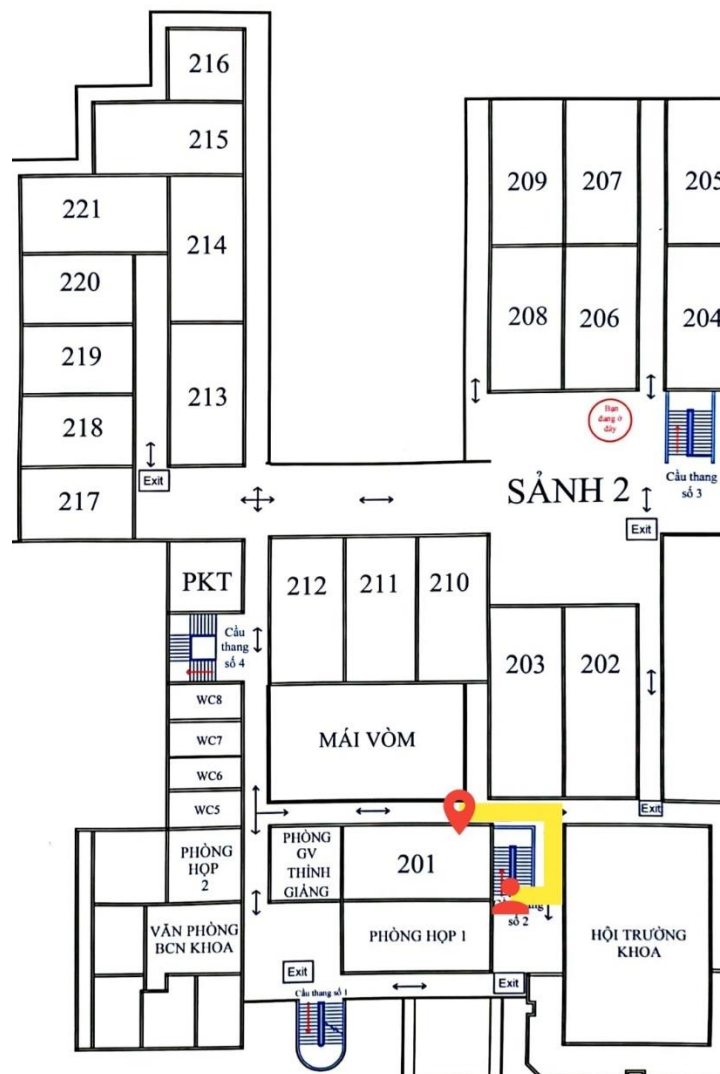 216
215
221
214
220
219
213
218
217
Exit
209
207
205
208
206
204
Bạn
đang ở
đây
Cầu thang
số 3
SẢNH 2
Exit
PKT
212
211
210
Cầu
thang
số 4
203
202
WC8
WC7
WC6
WC5
MÁI VÒM
Exit
PHÒNG
HỌP
2
PHÒNG
GV
THỈNH
GIẢNG
201
số 2
VĂN PHÒNG
BCN KHOA
PHÒNG HỌP 1
HỘI TRƯỜNG
KHOA
Exit
Cầu thang số 1
Exit